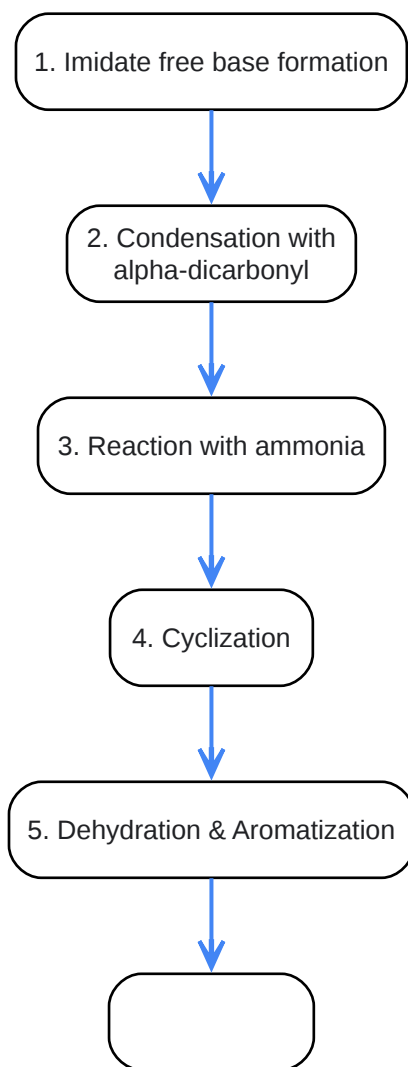 1. Imidate free base formation
2. Condensation with
alpha-dicarbonyl
3. Reaction with ammonia
4. Cyclization
5. Dehydration & Aromatization